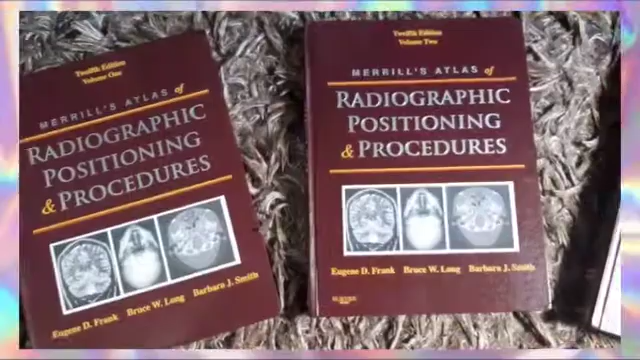 Twelfth Edition
Volume One
MERRILL'S ATLAS of
RADIOGRAPHIC
POSITIONING
& PROCEDURES
Eugene D. Frank Bruce W. Long Barbara J. Smith
Twelfth Edition
Volume Two
MERRILL'S ATLAS of
RADIOGRAPHIC
POSITIONING
& PROCEDURES
Eugene D. Frank Bruce W. Long Barbara J. Smith
ELSEVIER